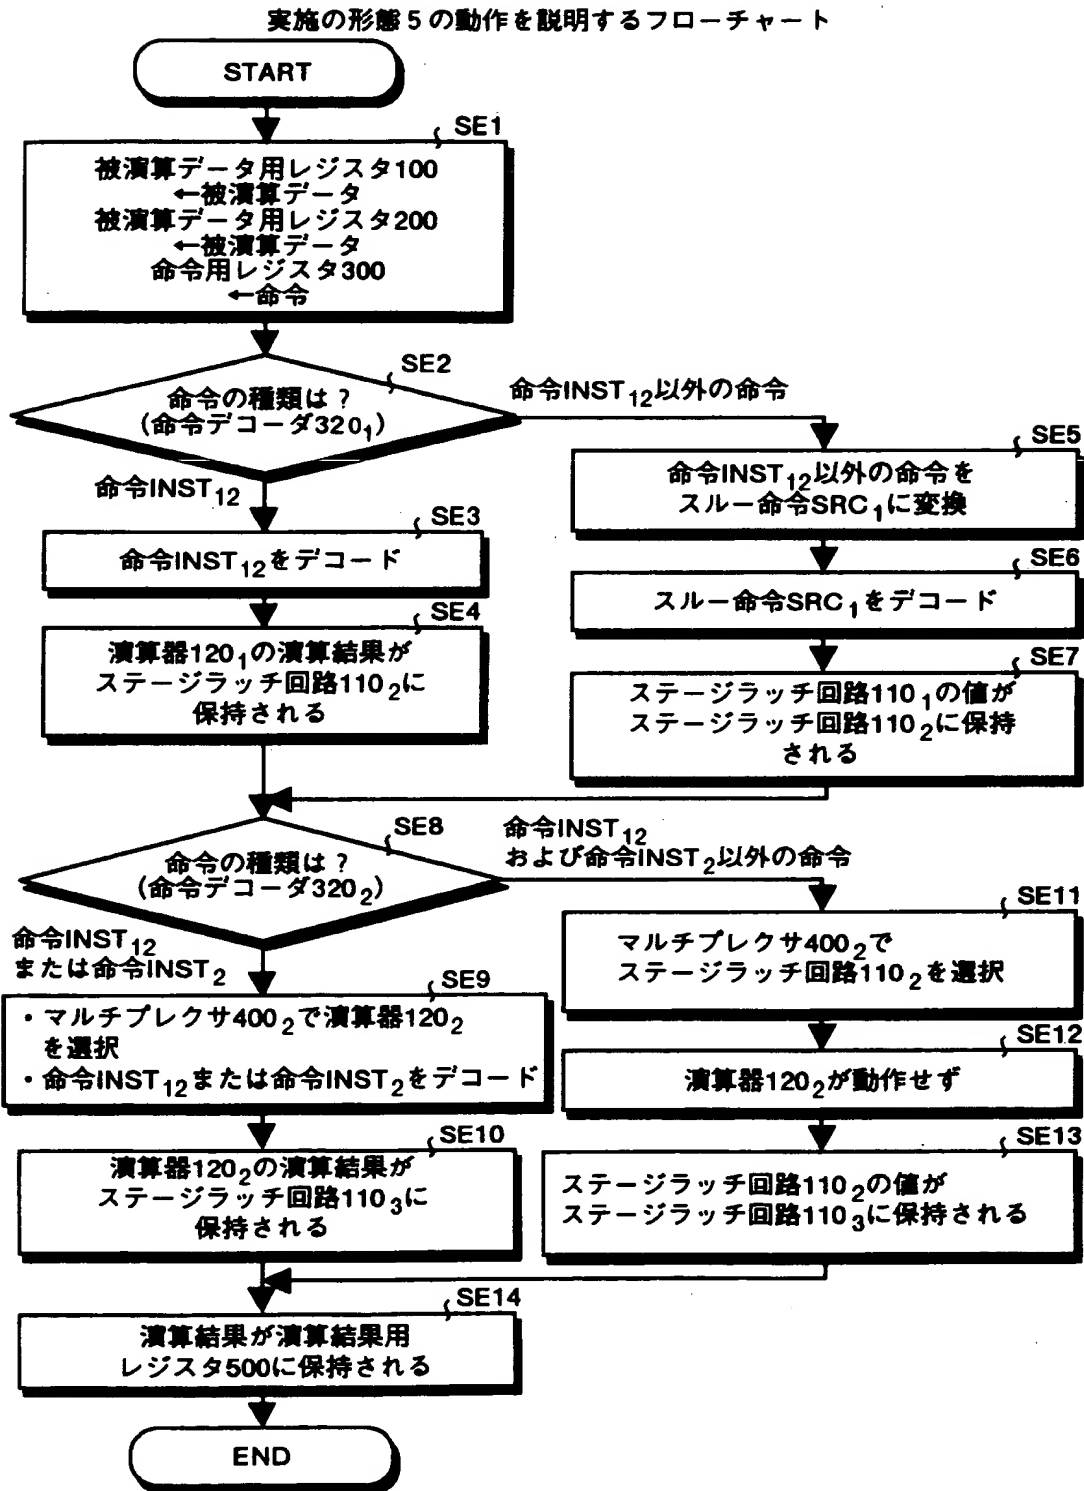 実施の形態5の動作を説明するフローチャート
START
SE1
被演算データ用レジスタ100
←被演算データ
被演算データ用レジスタ200
←被演算データ
命令用レジスタ300
←命令
SE2
命令の種類は?
(命令デコーダ320₁)
命令INST₁₂以外の命令
命令INST₁₂
SE5
命令INST₁₂以外の命令を
スルー命令SRC₁に変換
SE3
命令INST₁₂をデコード
SE6
スルー命令SRC₁をデコード
SE4
演算器120₁の演算結果が
ステージラッチ回路110₂に
保持される
SE7
ステージラッチ回路110₁の値が
ステージラッチ回路110₂に保持
される
SE8
命令の種類は?
(命令デコーダ320₂)
命令INST₁₂
および命令INST₂以外の命令
命令INST₁₂
または命令INST₂
SE11
マルチプレクサ400₂で
ステージラッチ回路110₂を選択
SE9
・マルチプレクサ400₂で演算器120₂
を選択
・命令INST₁₂または命令INST₂をデコード
SE12
演算器120₂が動作せず
SE10
演算器120₂の演算結果が
ステージラッチ回路110₃に
保持される
SE13
ステージラッチ回路110₂の値が
ステージラッチ回路110₃に保持される
SE14
演算結果が演算結果用
レジスタ500に保持される
END